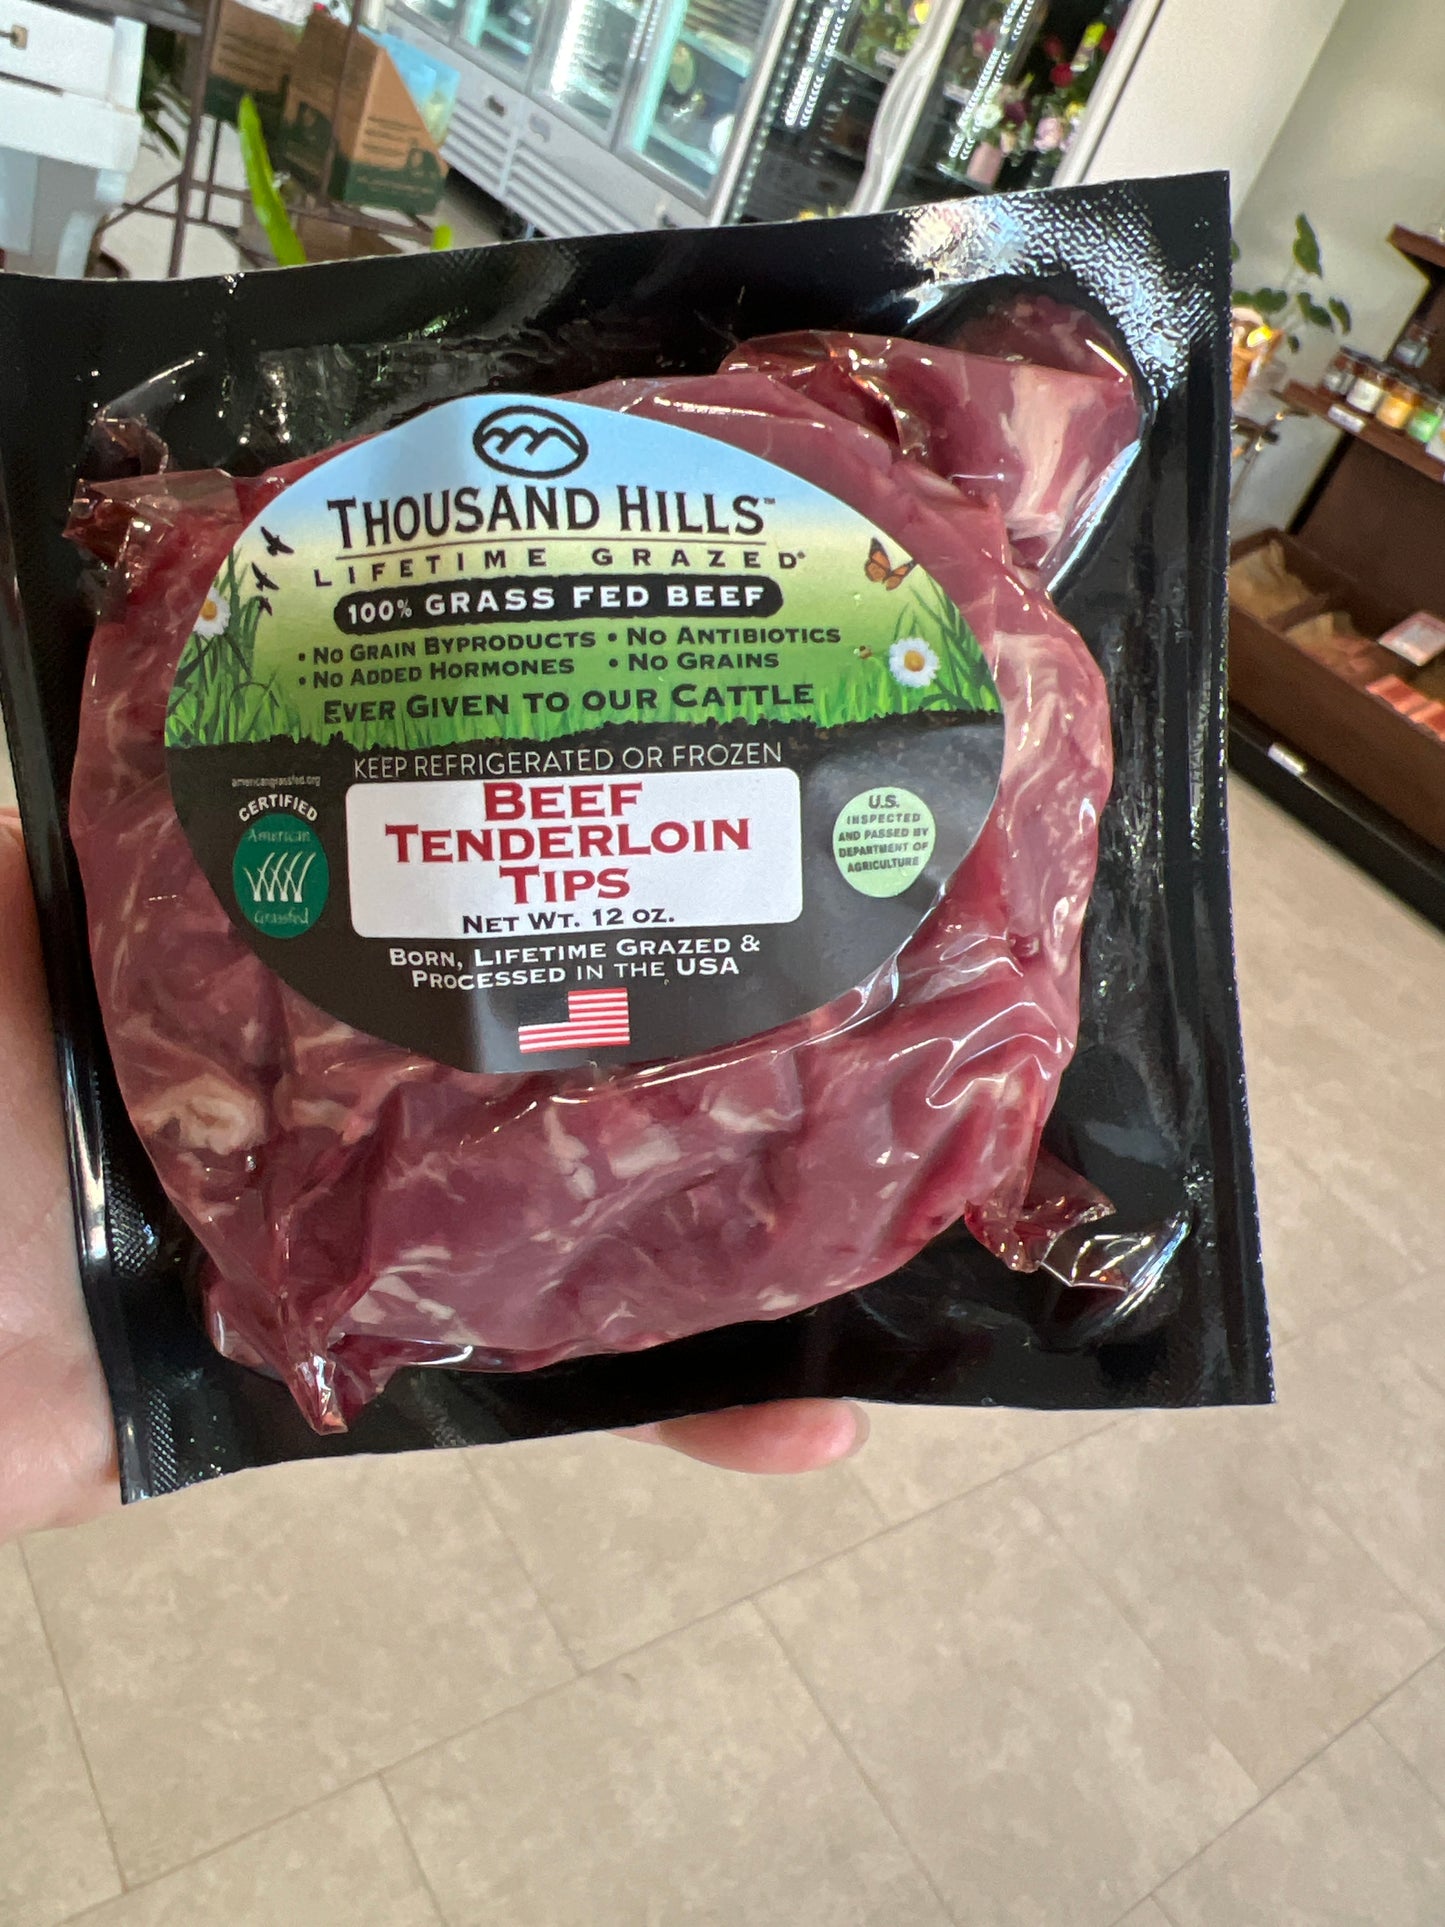 THOUSAND HILLS™
LIFETIME GRAZED®
100% GRASS FED BEEF
• NO GRAIN BYPRODUCTS • NO ANTIBIOTICS
• NO ADDED HORMONES • NO GRAINS
EVER GIVEN TO OUR CATTLE
KEEP REFRIGERATED OR FROZEN
americangrassfed.org
CERTIFIED
American
Grassfed
BEEF
TENDERLOIN
TIPS
NET WT. 12 OZ.
U.S.
INSPECTED
AND PASSED BY
DEPARTMENT OF
AGRICULTURE
BORN, LIFETIME GRAZED &
PROCESSED IN THE USA